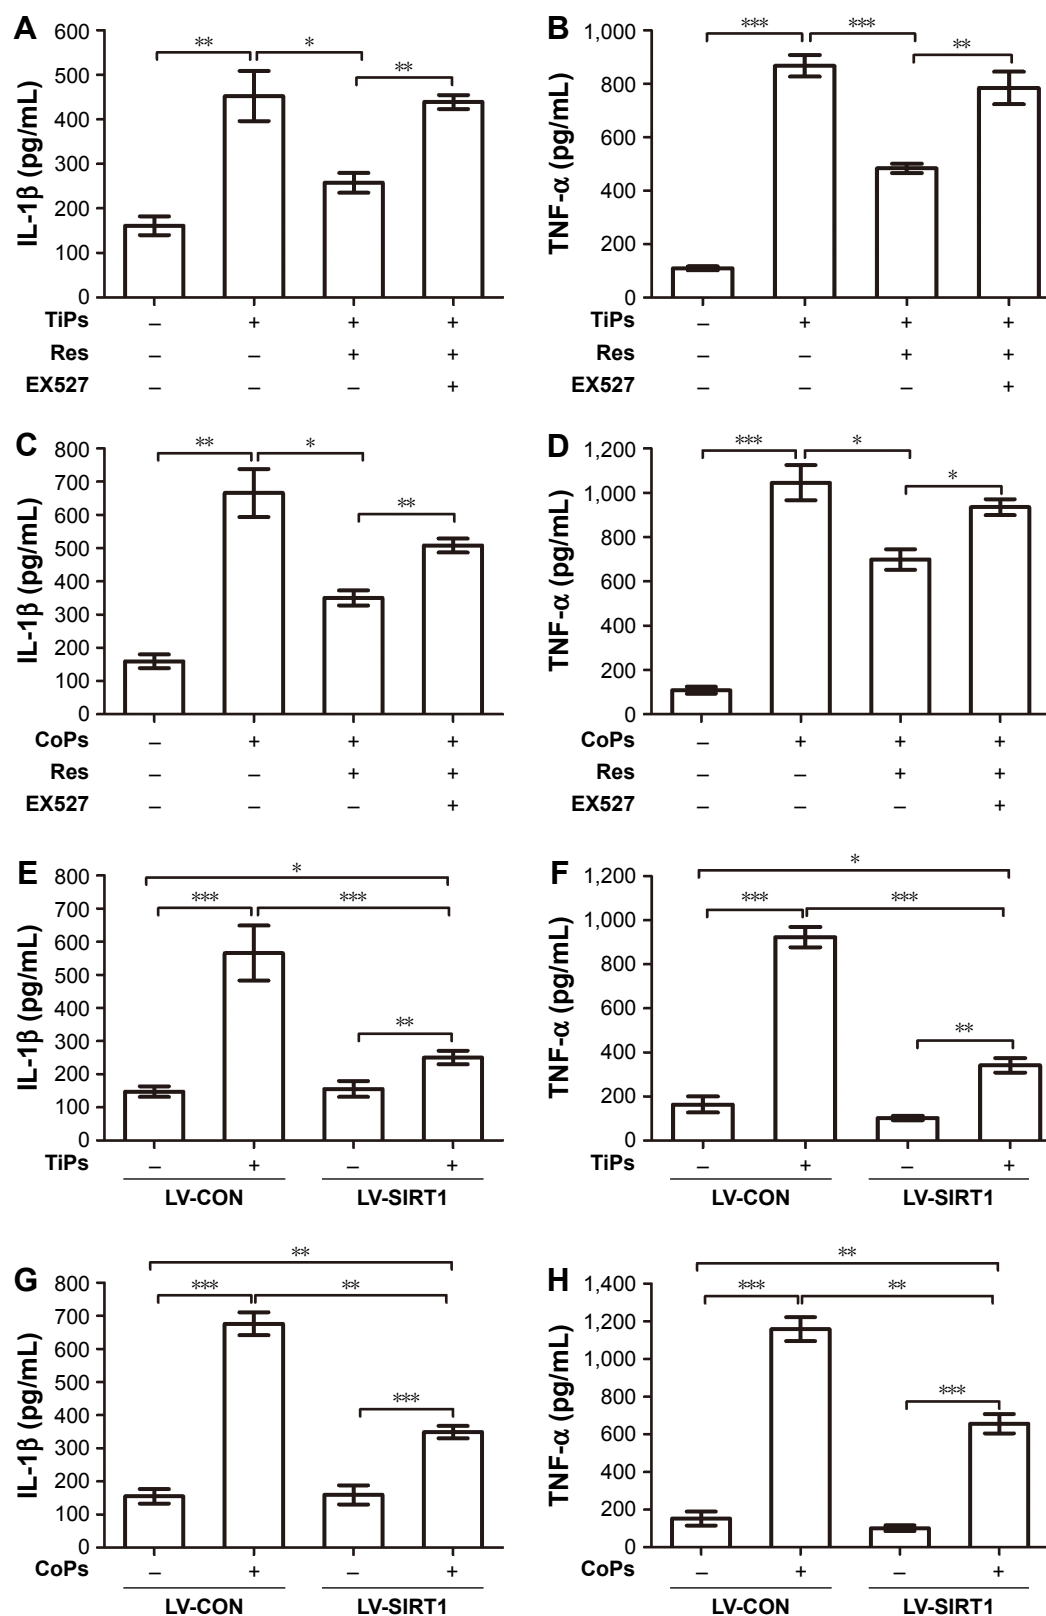 A
IL-1β (pg/mL)
600
500
400
300
200
100
0
** * **
TiPs – + + +
Res – – + +
EX527 – – – +
B
TNF-α (pg/mL)
1,000
800
600
400
200
0
*** *** **
TiPs – + + +
Res – – + +
EX527 – – – +
C
IL-1β (pg/mL)
800
700
600
500
400
300
200
100
0
** * **
CoPs – + + +
Res – – + +
EX527 – – – +
D
TNF-α (pg/mL)
1,200
1,000
800
600
400
200
0
*** * *
CoPs – + + +
Res – – + +
EX527 – – – +
E
IL-1β (pg/mL)
800
700
600
500
400
300
200
100
0
*
*** ***
**
TiPs – + – +
LV-CON LV-SIRT1
F
TNF-α (pg/mL)
1,200
1,000
800
600
400
200
0
*
*** ***
**
TiPs – + – +
LV-CON LV-SIRT1
G
IL-1β (pg/mL)
800
700
600
500
400
300
200
100
0
**
*** **
***
CoPs – + – +
LV-CON LV-SIRT1
H
TNF-α (pg/mL)
1,400
1,200
1,000
800
600
400
200
0
**
*** **
***
CoPs – + – +
LV-CON LV-SIRT1